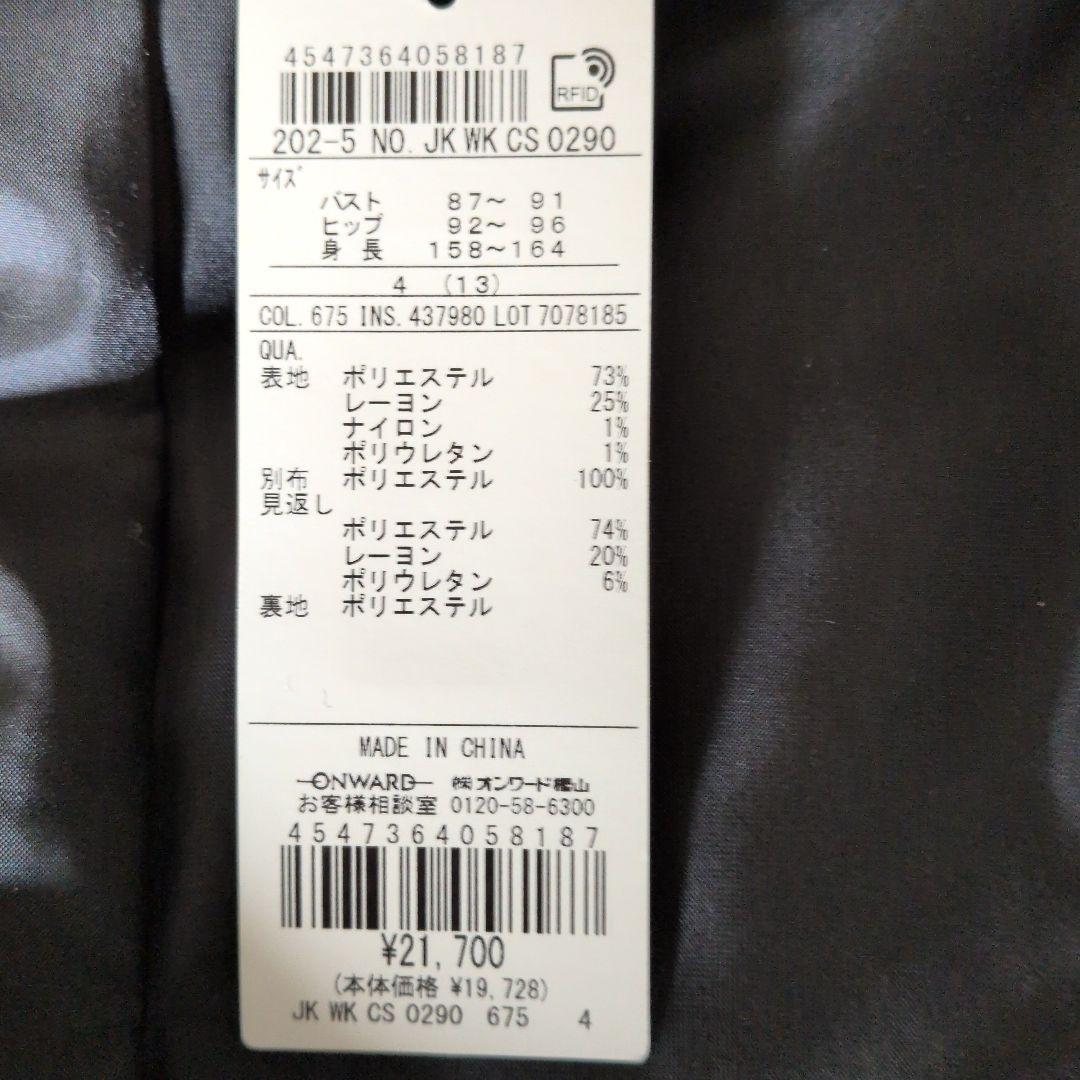 4547364058187
RFID
202-5 NO. JK WK CS 0290
サイズ
バスト 87～ 91
ヒップ 92～ 96
身長 158～164
4 (13)
COL. 675 INS. 437980 LOT 7078185
QUA.
表地 ポリエステル 73%
レーヨン 25%
ナイロン 1%
ポリウレタン 1%
別布 ポリエステル 100%
見返し
ポリエステル 74%
レーヨン 20%
ポリウレタン 6%
裏地 ポリエステル
MADE IN CHINA
ONWARD ㈱オンワード樫山
お客様相談室 0120-58-6300
4547364058187
¥21,700
(本体価格 ¥19,728)
JK WK CS 0290 675 4